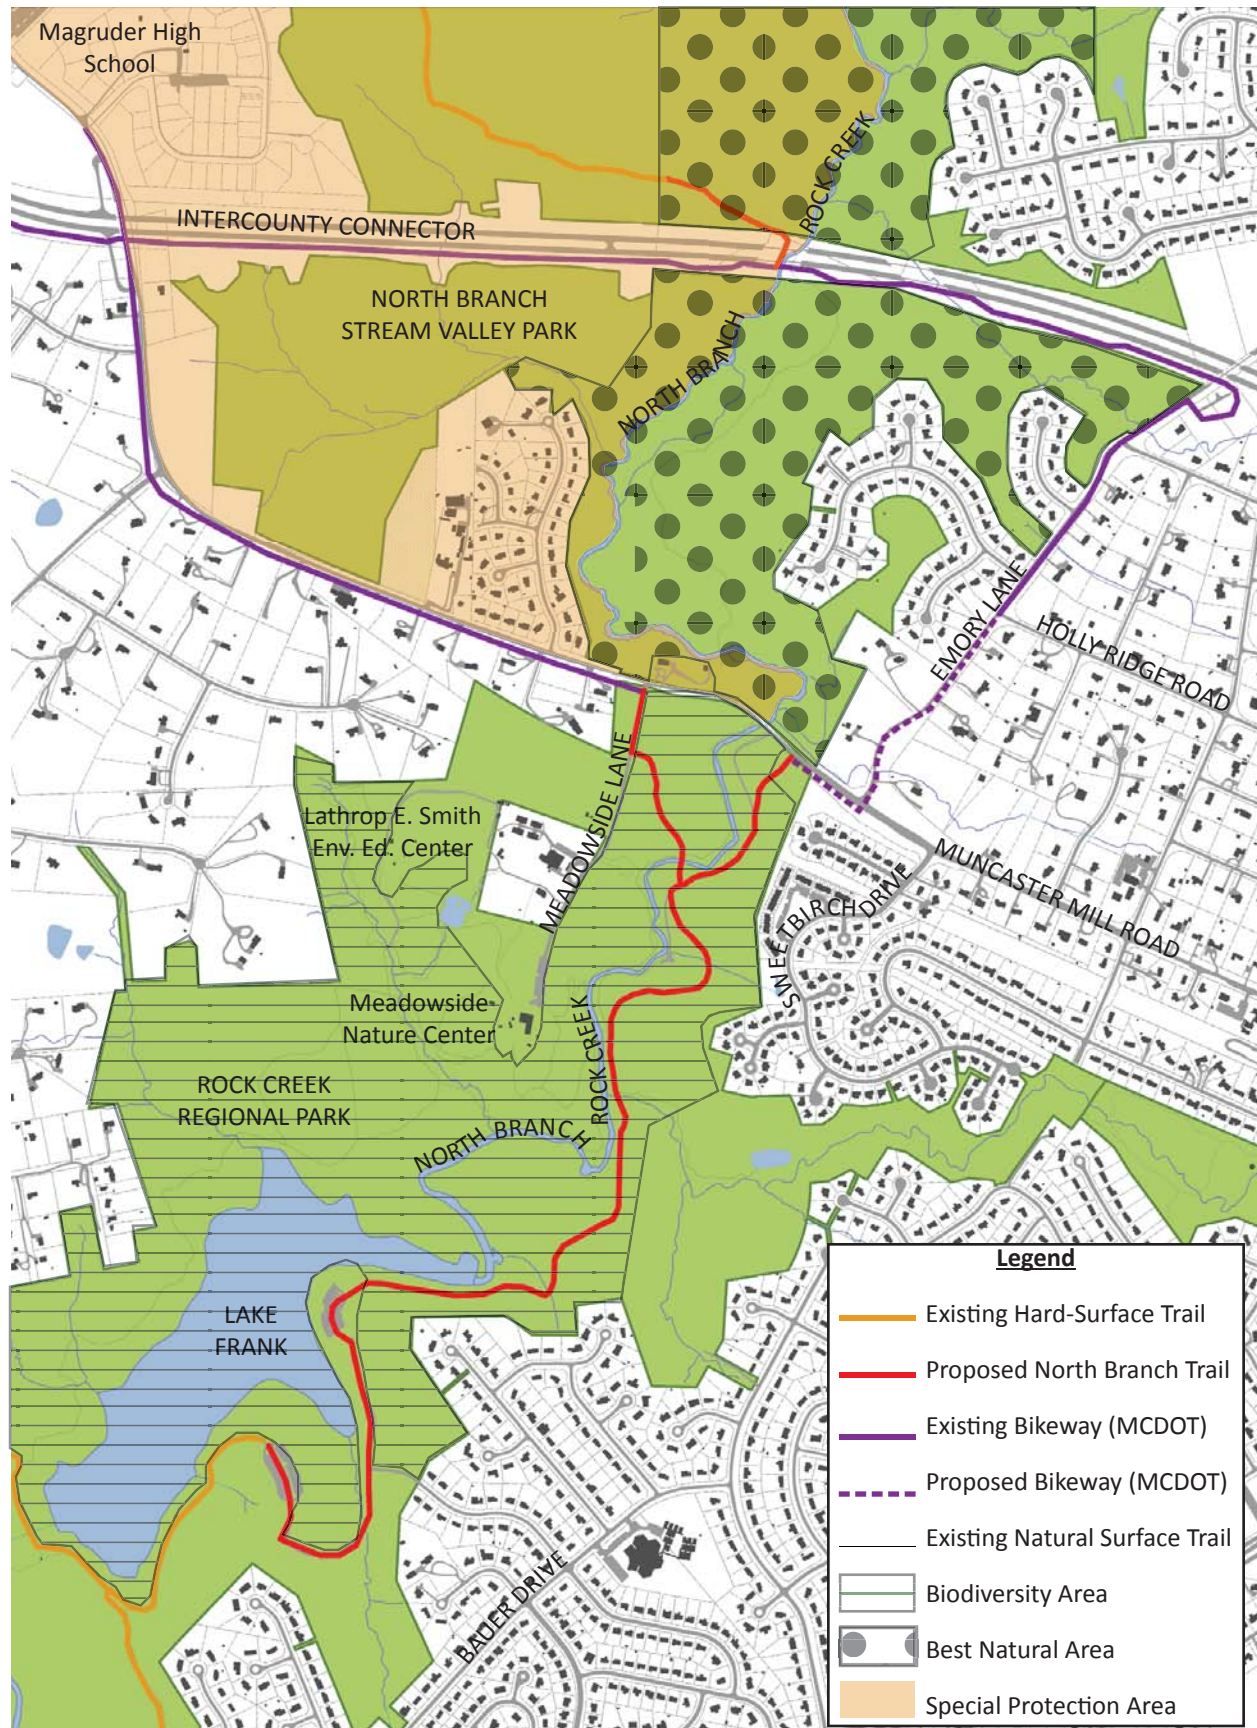 Magruder High
School
ROCK CREEK
INTERCOUNTY CONNECTOR
NORTH BRANCH
STREAM VALLEY PARK
NORTH BRANCH
EMORY LANE
HOLLY RIDGE ROAD
MEADOWSIDE LANE
Lathrop E. Smith
Env. Ed. Center
MUNCASTER MILL ROAD
SWEETBIRCH DRIVE
Meadowside
Nature Center
ROCK CREEK
ROCK CREEK
REGIONAL PARK
NORTH BRANCH
LAKE
FRANK
BAUER DRIVE
Legend
Existing Hard-Surface Trail
Proposed North Branch Trail
Existing Bikeway (MCDOT)
Proposed Bikeway (MCDOT)
Existing Natural Surface Trail
Biodiversity Area
Best Natural Area
Special Protection Area